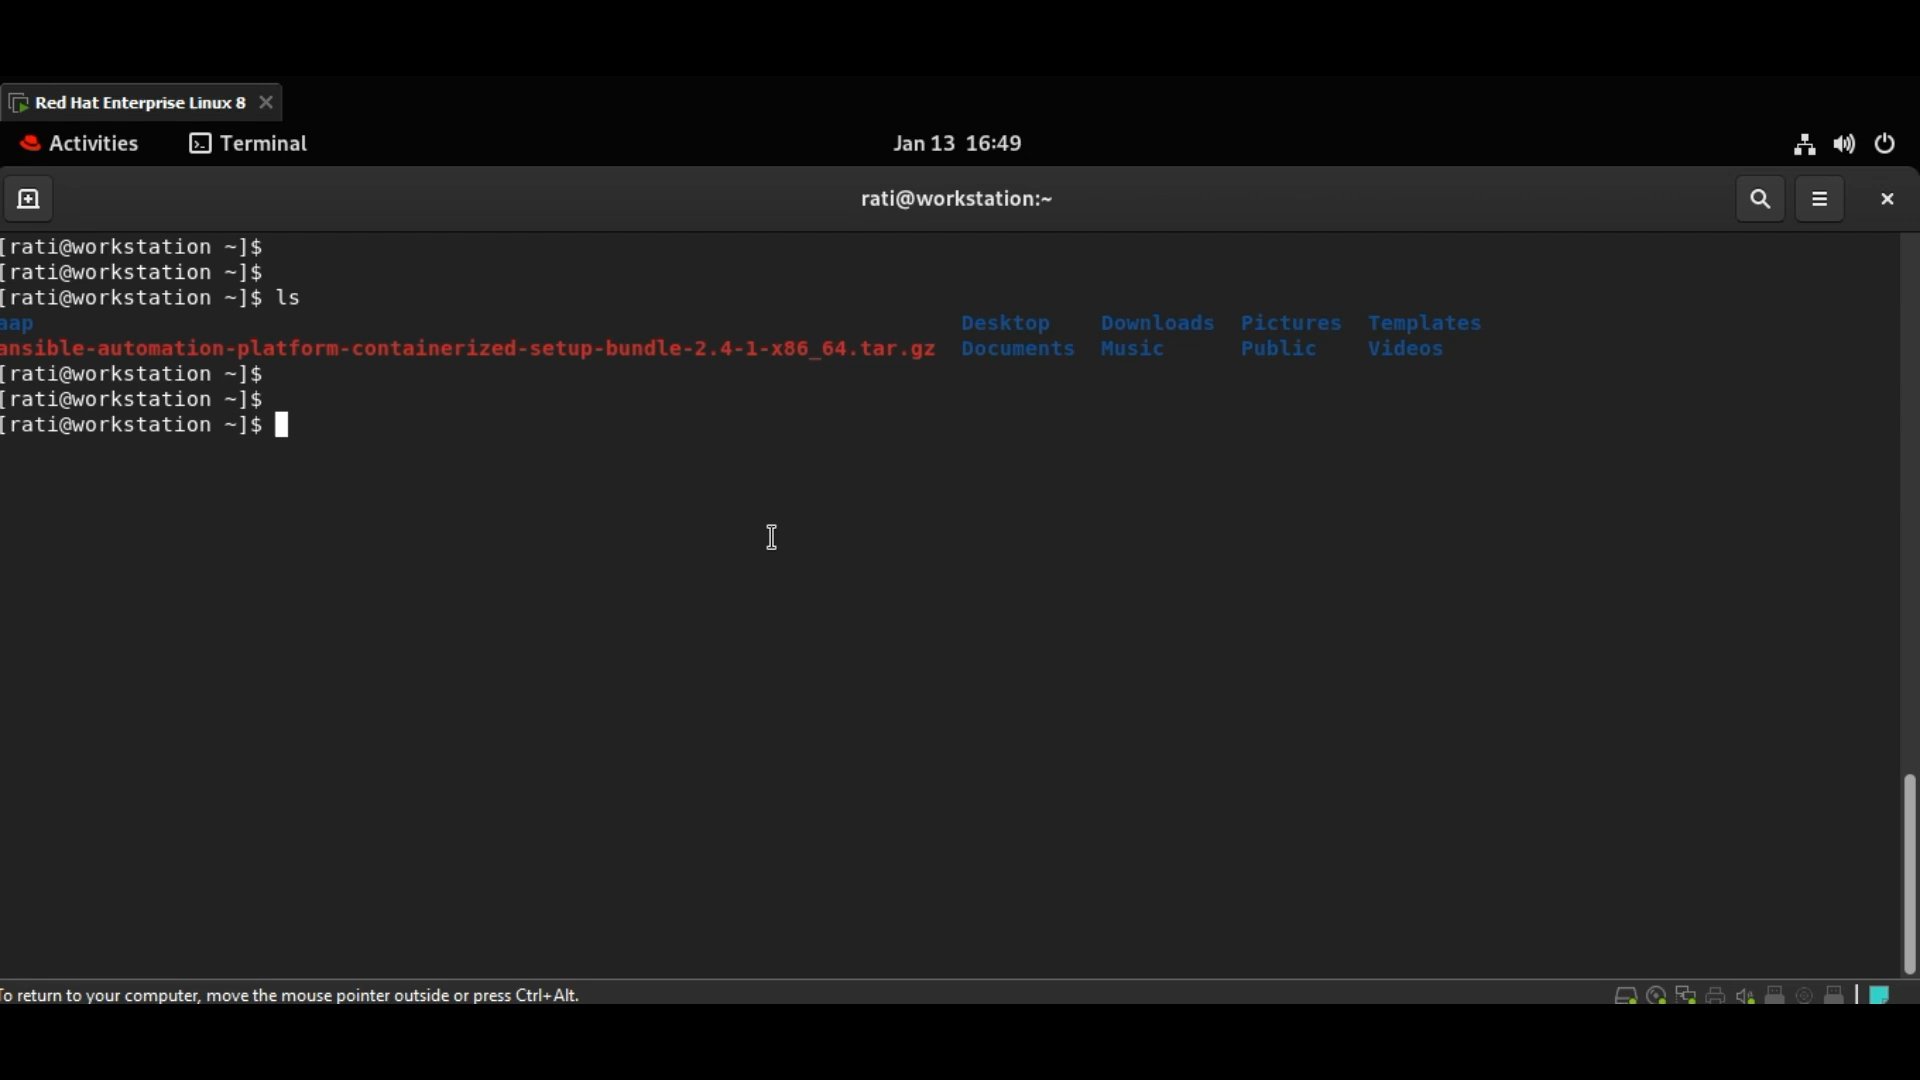 Red Hat Enterprise Linux 8
Activities Terminal Jan 13 16:49
rati@workstation:~
[rati@workstation ~]$
[rati@workstation ~]$
[rati@workstation ~]$ ls
aap Desktop Downloads Pictures Templates
ansible-automation-platform-containerized-setup-bundle-2.4-1-x86_64.tar.gz Documents Music Public Videos
[rati@workstation ~]$
[rati@workstation ~]$
[rati@workstation ~]$
To return to your computer, move the mouse pointer outside or press Ctrl+Alt.